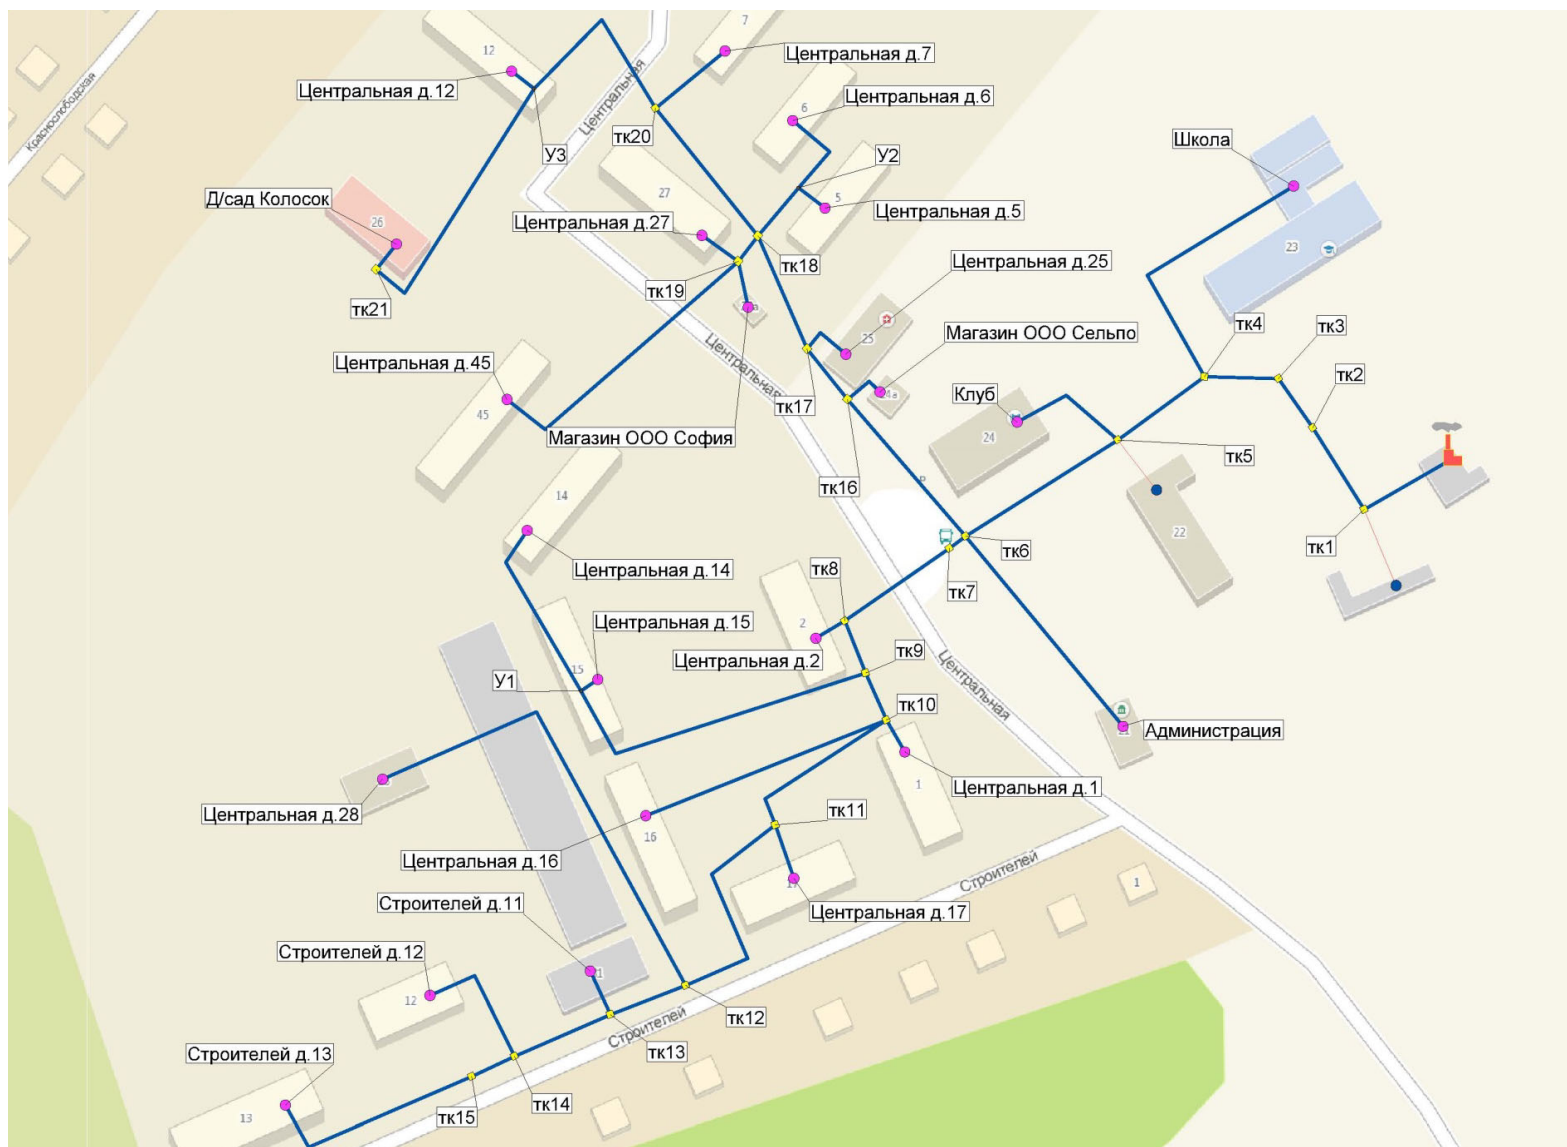 7
12
Центральная д.7
Центральная д.12
Центральная д.6
Краснослободская
Центральная
6
тк20
Школа
У3
У2
27
5
Д/сад Колосок
Центральная д.5
26
Центральная д.27
23
Центральная д.25
тк19
тк18
тк21
тк4
тк3
Магазин ООО Сельпо
25
Центральная
Центральная д.45
тк2
24а
тк17
Клуб
45
Магазин ООО София
24
тк5
P
тк16
14
тк1
22
тк6
Центральная д.14
тк8
тк7
2
Центральная д.15
Центральная д.2
15
тк9
У1
Центральная
тк10
Администрация
21
1
Центральная д.1
Центральная д.28
тк11
16
Центральная д.16
Строителей
17
1
Строителей д.11
Центральная д.17
Строителей д.12
12
тк12
Строителей
тк13
Строителей д.13
тк14
тк15
13